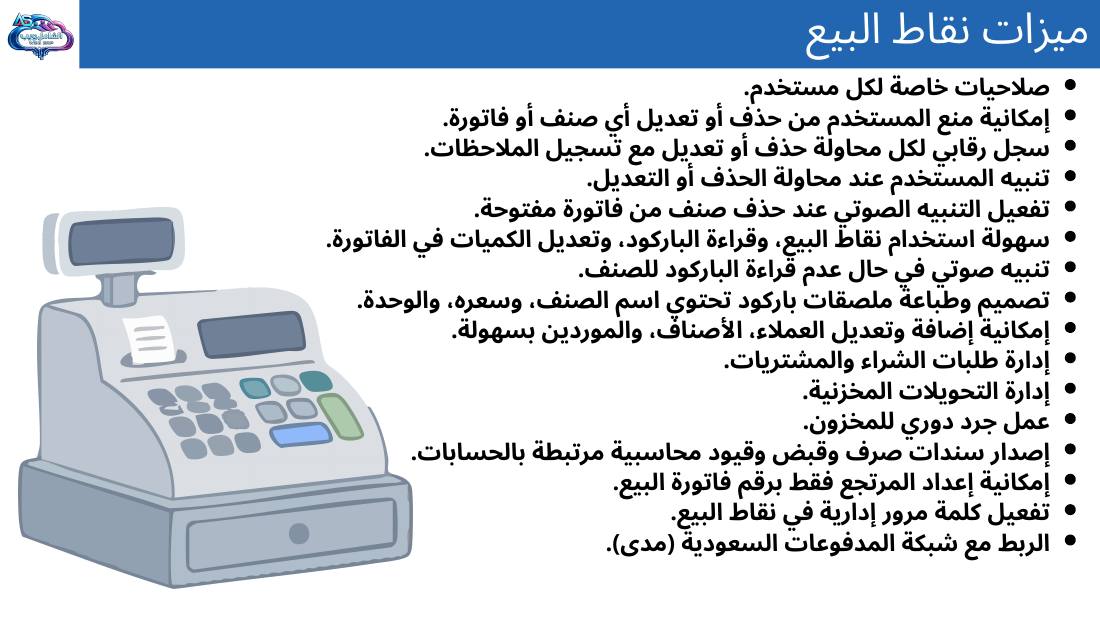 ميزات نقاط البيع
صلاحيات خاصة لكل مستخدم.
إمكانية منع المستخدم من حذف أو تعديل أي صنف أو فاتورة.
سجل رقابي لكل محاولة حذف أو تعديل مع تسجيل الملاحظات.
تنبيه المستخدم عند محاولة الحذف أو التعديل.
تفعيل التنبيه الصوتي عند حذف صنف من فاتورة مفتوحة.
سهولة استخدام نقاط البيع، وقراءة الباركود، وتعديل الكميات في الفاتورة.
تنبيه صوتي في حال عدم قراءة الباركود للصنف.
تصميم وطباعة ملصقات باركود تحتوي اسم الصنف، وسعره، والوحدة.
إمكانية إضافة وتعديل العملاء، الأصناف، والموردين بسهولة.
إدارة طلبات الشراء والمشتريات.
إدارة التحويلات المخزنية.
عمل جرد دوري للمخزون.
إصدار سندات صرف وقبض وقيود محاسبية مرتبطة بالحسابات.
إمكانية إعداد المرتجع فقط برقم فاتورة البيع.
تفعيل كلمة مرور إدارية في نقاط البيع.
الربط مع شبكة المدفوعات السعودية (مدى).